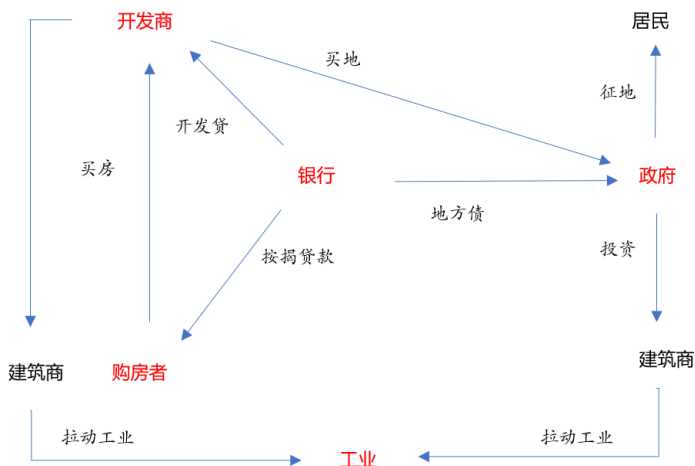 开发商
居民
买地
征地
开发贷
买房
银行
政府
地方债
按揭贷款
投资
建筑商
购房者
建筑商
拉动工业
拉动工业
工业